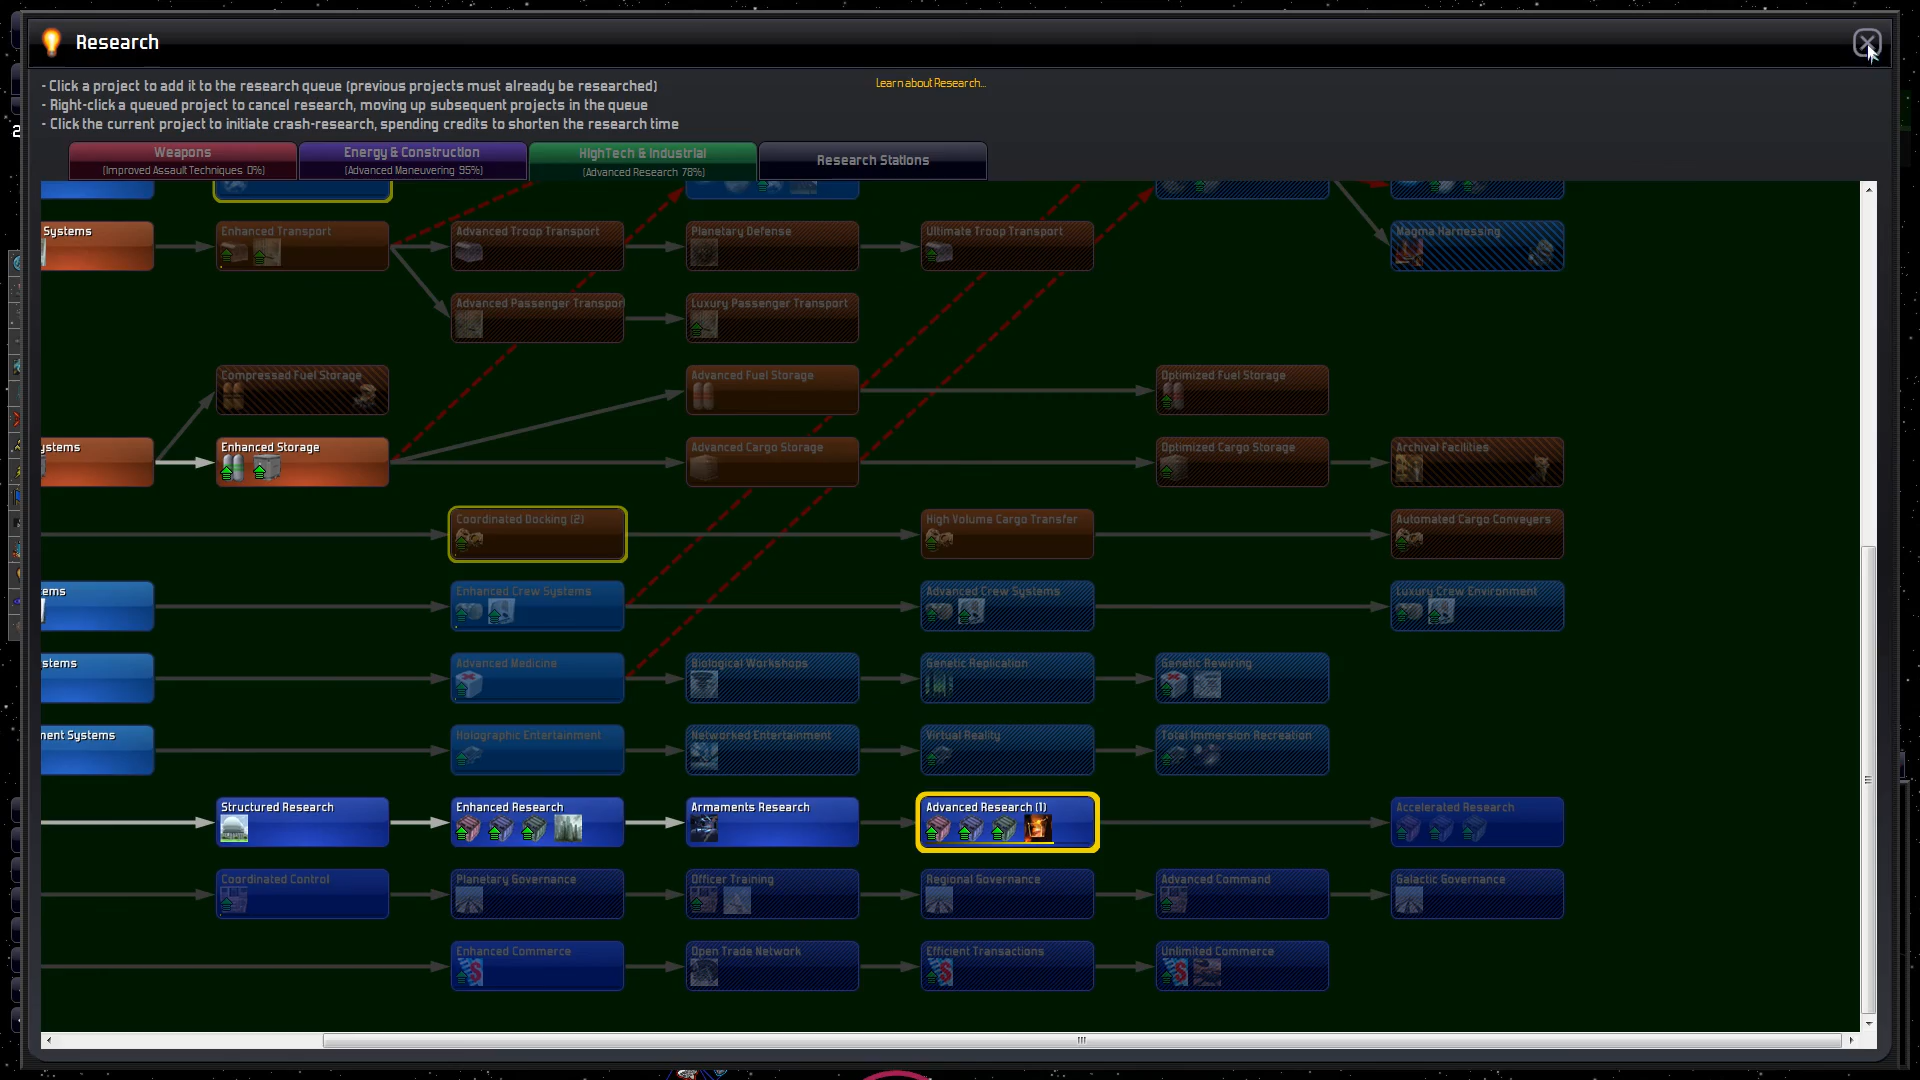 Research
- Click a project to add it to the research queue (previous projects must already be researched)
Learn about Research...
- Right-click a queued project to cancel research, moving up subsequent projects in the queue
- Click the current project to initiate crash-research, spending credits to shorten the research time
Weapons
(Improved Assault Techniques 0%)
Energy & Construction
(Advanced Maneuvering 95%)
HighTech & Industrial
(Advanced Research 78%)
Research Stations
Systems
Enhanced Transport
Advanced Troop Transport
Planetary Defense
Ultimate Troop Transport
Magma Harnessing
Advanced Passenger Transpor
Luxury Passenger Transport
Compressed Fuel Storage
Advanced Fuel Storage
Optimized Fuel Storage
ystems
Enhanced Storage
Advanced Cargo Storage
Optimized Cargo Storage
Archival Facilities
Coordinated Docking (2)
High Volume Cargo Transfer
Automated Cargo Conveyers
ems
Enhanced Crew Systems
Advanced Crew Systems
Luxury Crew Environment
stems
Advanced Medicine
Biological Workshops
Genetic Replication
Genetic Rewiring
ment Systems
Holographic Entertainment
Networked Entertainment
Virtual Reality
Total Immersion Recreation
Structured Research
Enhanced Research
Armaments Research
Advanced Research (1)
Accelerated Research
Coordinated Control
Planetary Governance
Officer Training
Regional Governance
Advanced Command
Galactic Governance
Enhanced Commerce
Open Trade Network
Efficient Transactions
Unlimited Commerce